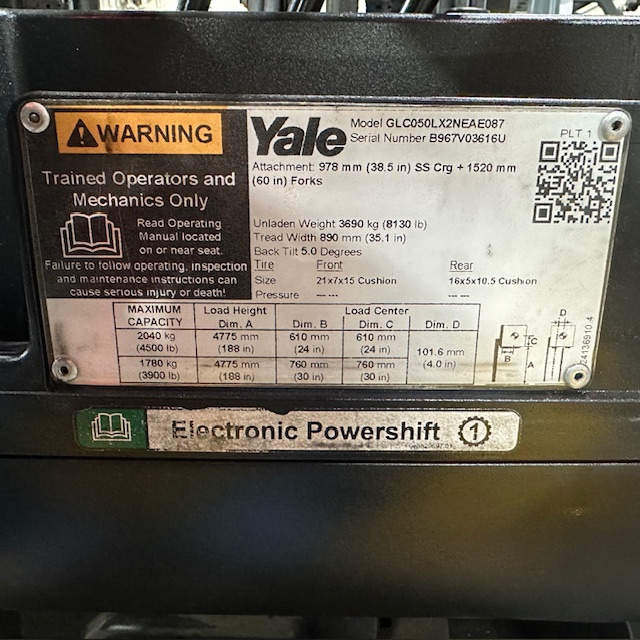 WARNING
Trained Operators and
Mechanics Only
Read Operating
Manual located
on or near seat.
Failure to follow operating, inspection
and maintenance instructions can
cause serious injury or death!
Yale
Model GLC050LX2NEAE087
Serial Number B967V03616U
PLT 1
Attachment: 978 mm (38.5 in) SS Crg + 1520 mm
(60 in) Forks
Unladen Weight 3690 kg (8130 lb)
Tread Width 890 mm (35.1 in)
Back Tilt 5.0 Degrees
Tire Front Rear
Size 21x7x15 Cushion 16x5x10.5 Cushion
Pressure --- --- --- ---
MAXIMUM CAPACITY Load Height Load Center
Dim. A Dim. B Dim. C Dim. D
2040 kg 4775 mm 610 mm 610 mm
(4500 lb) (188 in) (24 in) (24 in)
101.6 mm
(4.0 in)
1780 kg 4775 mm 760 mm 760 mm
(3900 lb) (188 in) (30 in) (30 in)
D
C
B
A
Electronic Powershift 1